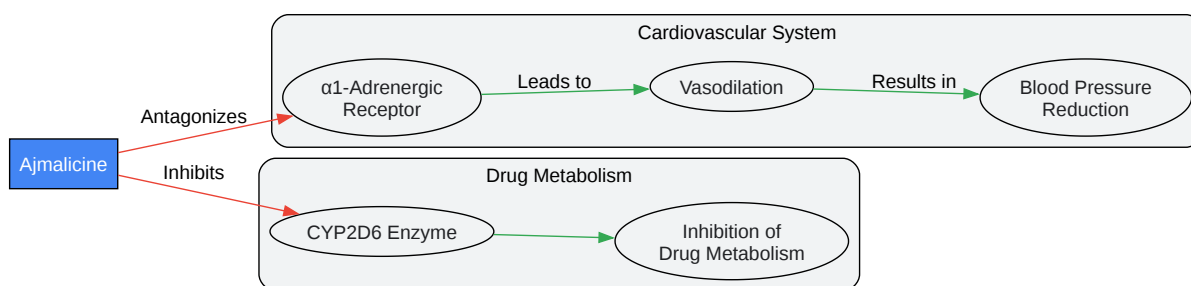 Cardiovascular System
α1-Adrenergic
Receptor
Leads to
Vasodilation
Results in
Blood Pressure
Reduction
Antagonizes
Ajmalicine
Inhibits
Drug Metabolism
CYP2D6 Enzyme
Inhibition of
Drug Metabolism